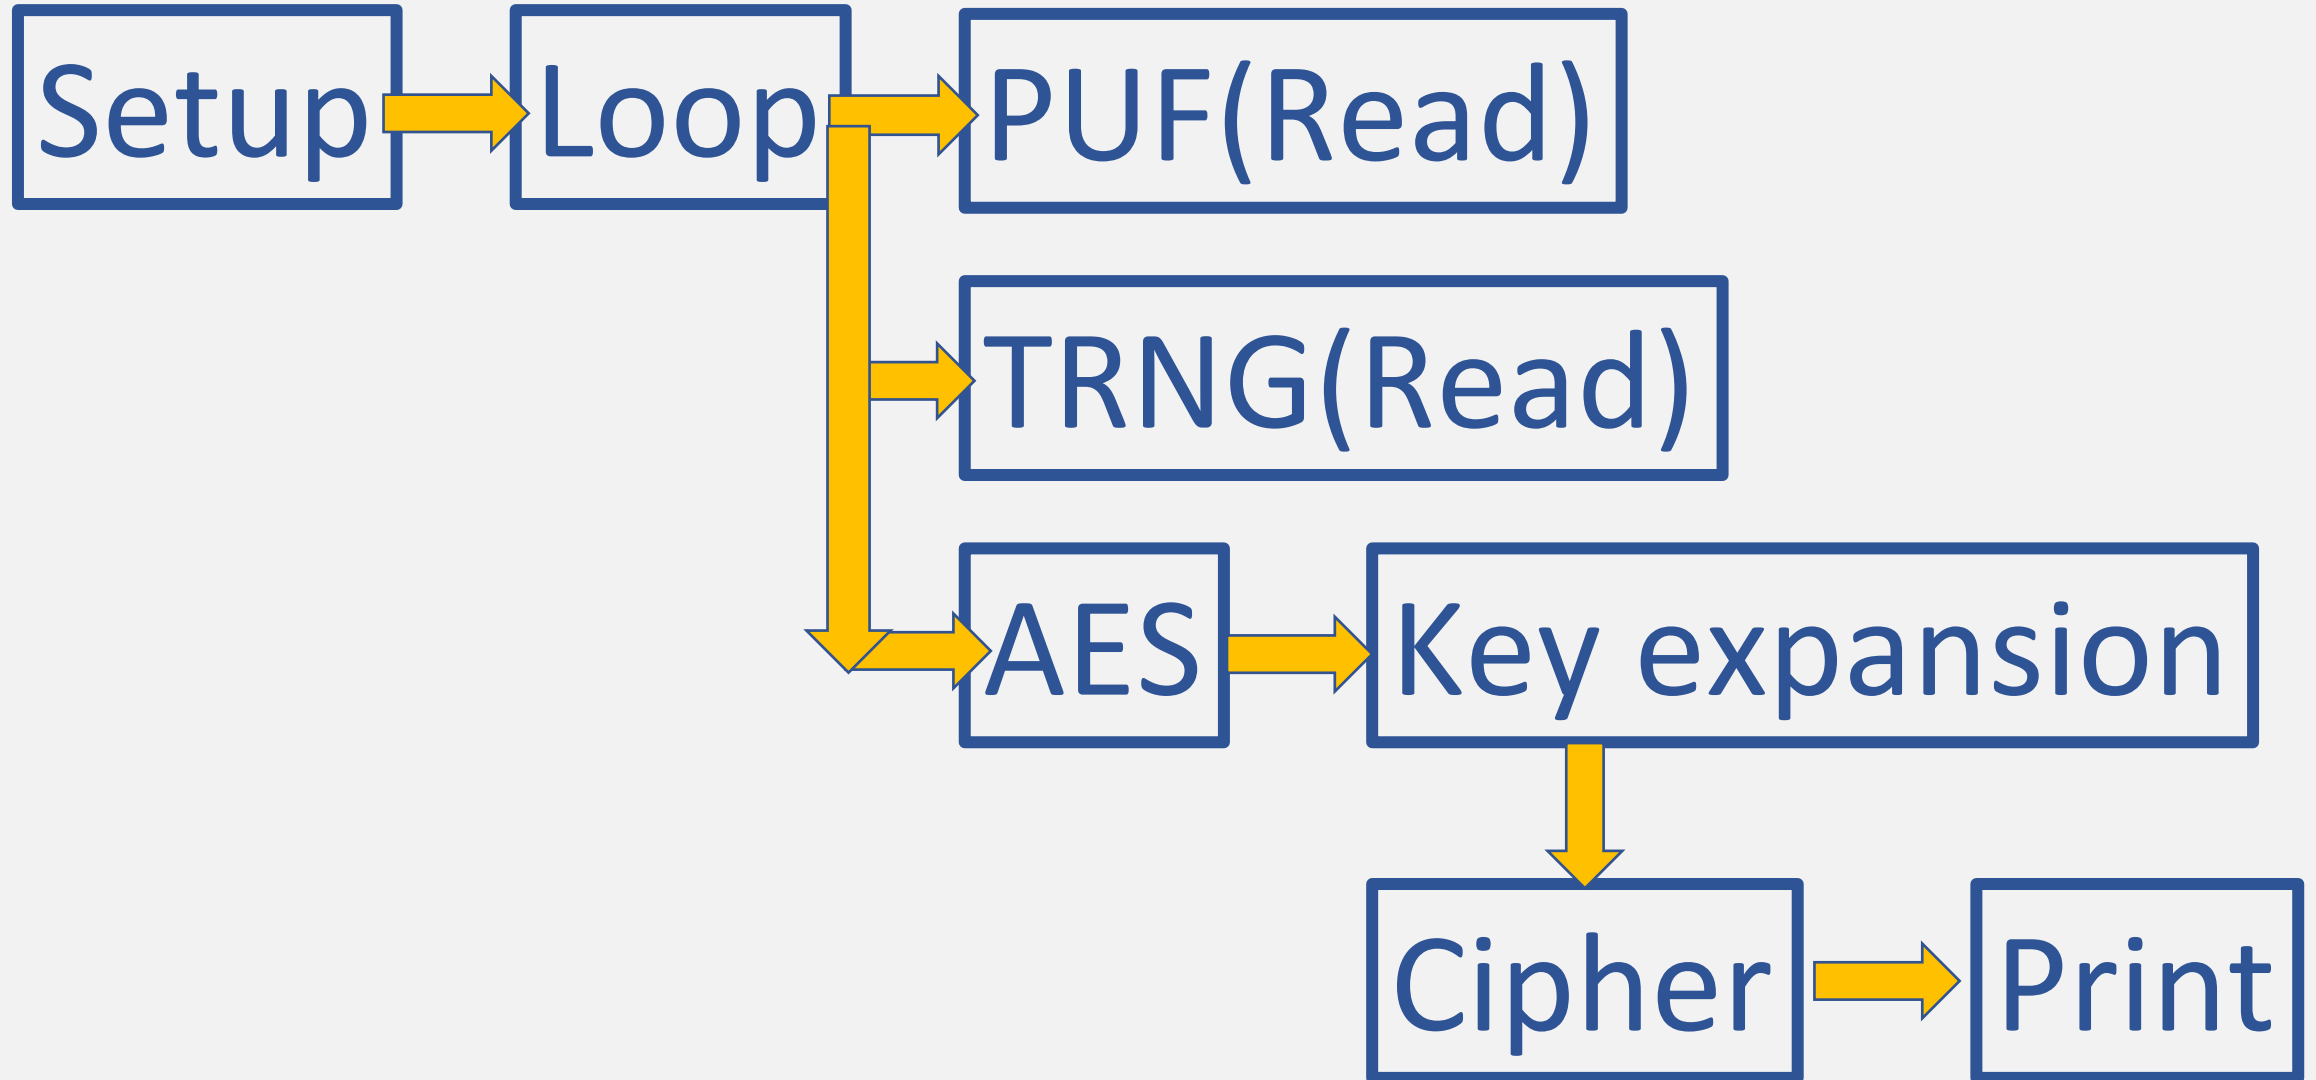 Setup
Loop
PUF(Read)
TRNG(Read)
AES
Key expansion
Cipher
Print